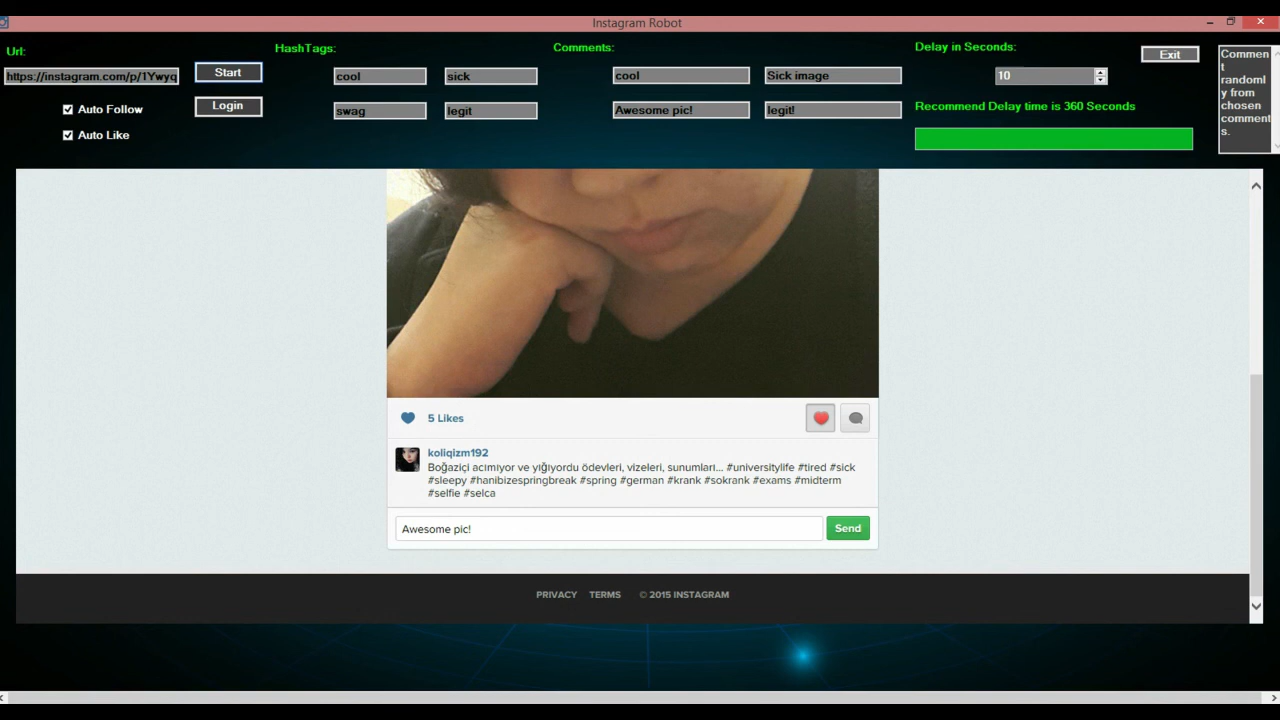 Instagram Robot
Url:
HashTags:
Comments:
Delay in Seconds:
https://instagram.com/p/1Ywyq
Start
cool
sick
cool
Sick image
10
Exit
Auto Follow
Login
swag
legit
Awesome pic!
legit!
Recommend Delay time is 360 Seconds
Auto Like
Commen
t
randoml
y from
chosen
comment
s.
5 Likes
koliqizm192
Boğaziçi acımıyor ve yığıyordu ödevleri, vizeleri, sunumları... #universitylife #tired #sick
#sleepy #hanibizespringbreak #spring #german #krank #sokrank #exams #midterm
#selfie #selca
Awesome pic!
Send
PRIVACY TERMS © 2015 INSTAGRAM